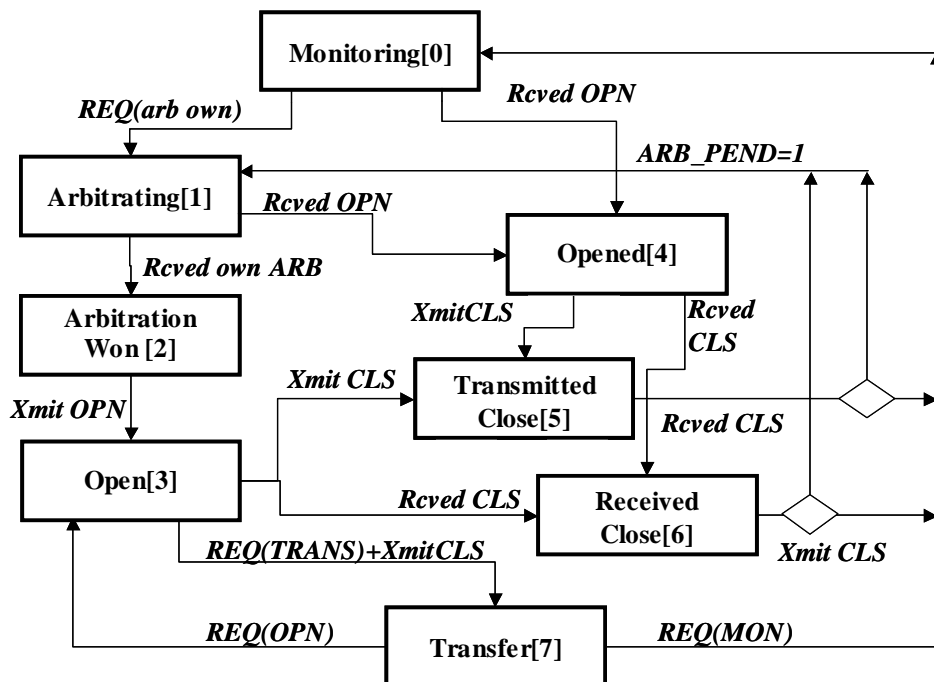 Monitoring[0]
Rcved OPN
REQ(arb own)
ARB_PEND=1
Arbitrating[1]
Rcved OPN
Opened[4]
Rcved own ARB
XmitCLS
Rcved
CLS
Arbitration
Won [2]
Xmit CLS
Transmitted
Close[5]
Xmit OPN
Rcved CLS
Open[3]
Rcved CLS
Received
Close[6]
Xmit CLS
REQ(TRANS)+XmitCLS
REQ(OPN)
Transfer[7]
REQ(MON)